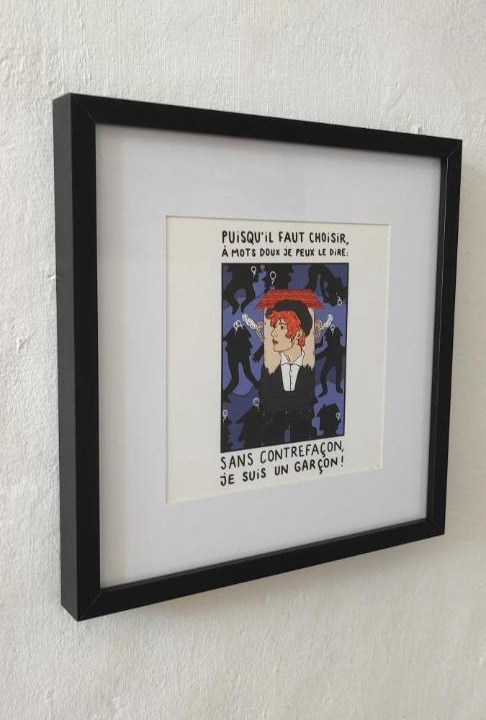 PUISQU'IL FAUT CHOISIR,
À MOTS DOUX JE PEUX LE DIRE:
SANS CONTREFAÇON,
JE SUIS UN GARÇON!